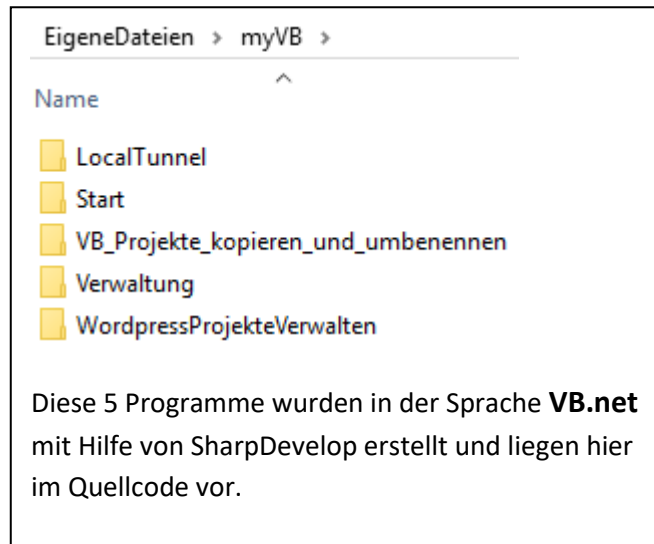 EigeneDateien > myVB >
Name
LocalTunnel
Start
VB_Projekte_kopieren_und_umbenennen
Verwaltung
WordpressProjekteVerwalten
Diese 5 Programme wurden in der Sprache VB.net
mit Hilfe von SharpDevelop erstellt und liegen hier
im Quellcode vor.